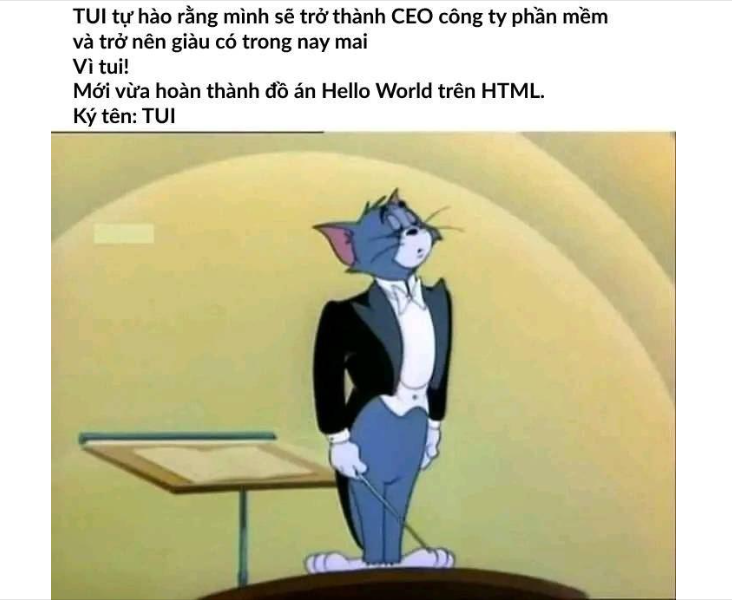 TUI tự hào rằng mình sẽ trở thành CEO công ty phần mềm
và trở nên giàu có trong nay mai
Vì tui!
Mới vừa hoàn thành đồ án Hello World trên HTML.
Ký tên: TUI